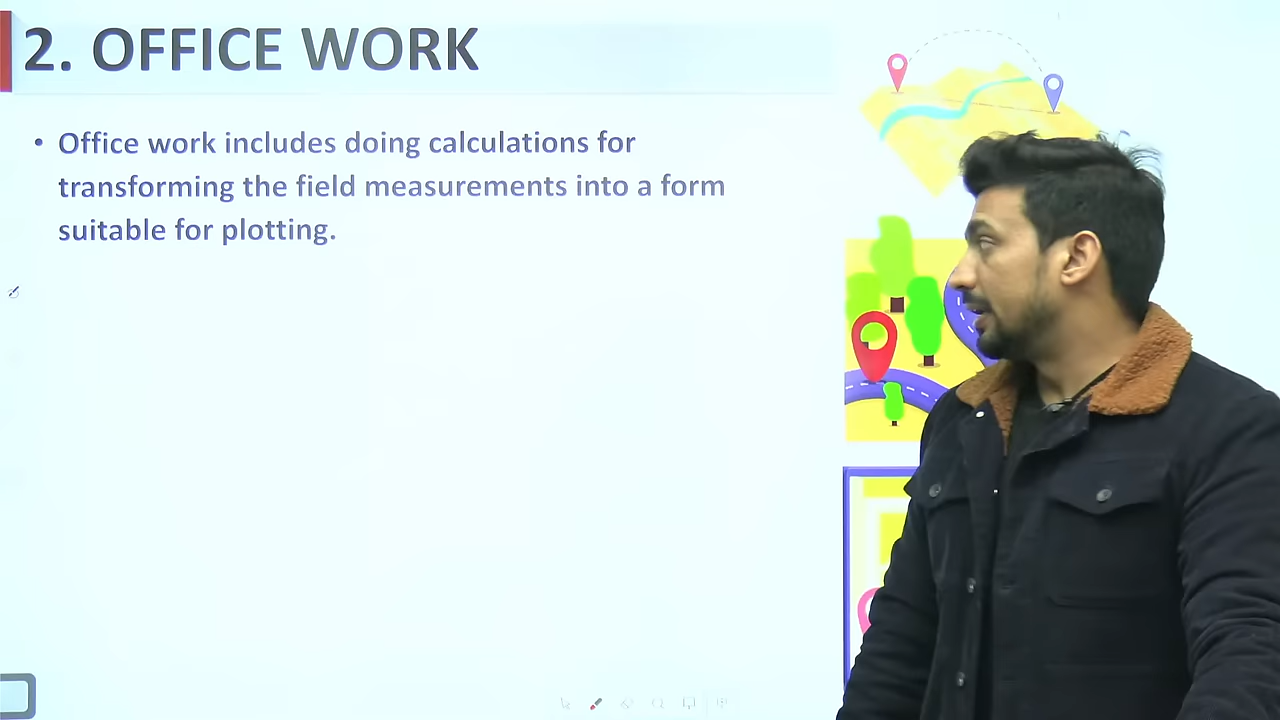 2. OFFICE WORK
• Office work includes doing calculations for
transforming the field measurements into a form
suitable for plotting.